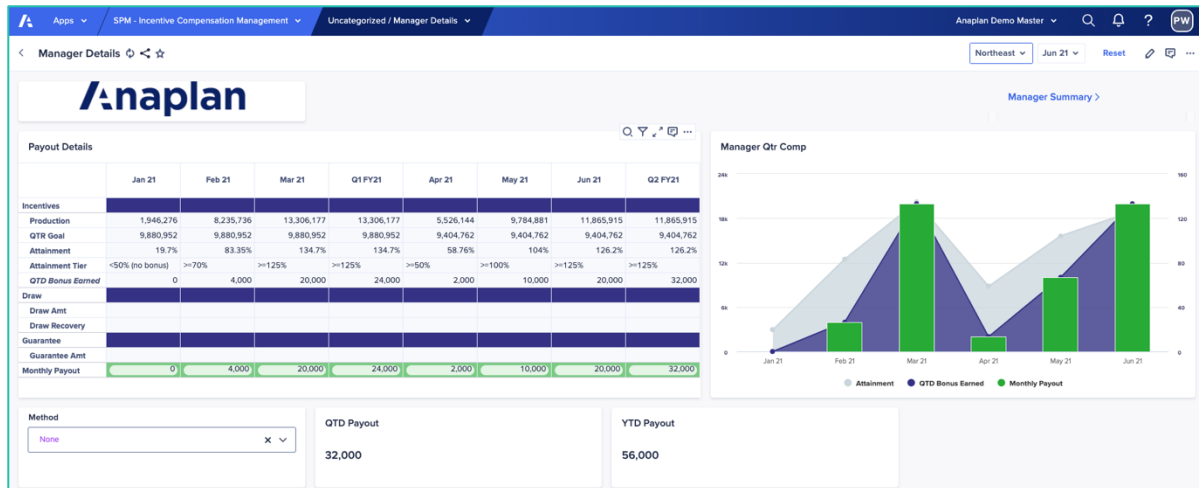 Apps SPM - Incentive Compensation Management Uncategorized / Manager Details Anaplan Demo Master ? PW
Manager Details Northeast Jun 21 Reset
Anaplan
Manager Summary >
Payout Details
Jan 21 Feb 21 Mar 21 Q1 FY21 Apr 21 May 21 Jun 21 Q2 FY21
Incentives
Production 1,946,276 8,235,736 13,306,177 13,306,177 5,526,144 9,784,881 11,865,915 11,865,915
QTR Goal 9,880,952 9,880,952 9,880,952 9,880,952 9,404,762 9,404,762 9,404,762 9,404,762
Attainment 19.7% 83.35% 134.7% 134.7% 58.76% 104% 126.2% 126.2%
Attainment Tier <50% (no bonus) >=70% >=125% >=125% >=50% >=100% >=125% >=125%
QTD Bonus Earned 0 4,000 20,000 24,000 2,000 10,000 20,000 32,000
Draw
Draw Amt
Draw Recovery
Guarantee
Guarantee Amt
Monthly Payout 0 4,000 20,000 24,000 2,000 10,000 20,000 32,000
Manager Qtr Comp
24k 160
18k 120
12k 80
6k 40
0 0
Jan 21 Feb 21 Mar 21 Apr 21 May 21 Jun 21
Attainment QTD Bonus Earned Monthly Payout
Method
None
QTD Payout
32,000
YTD Payout
56,000